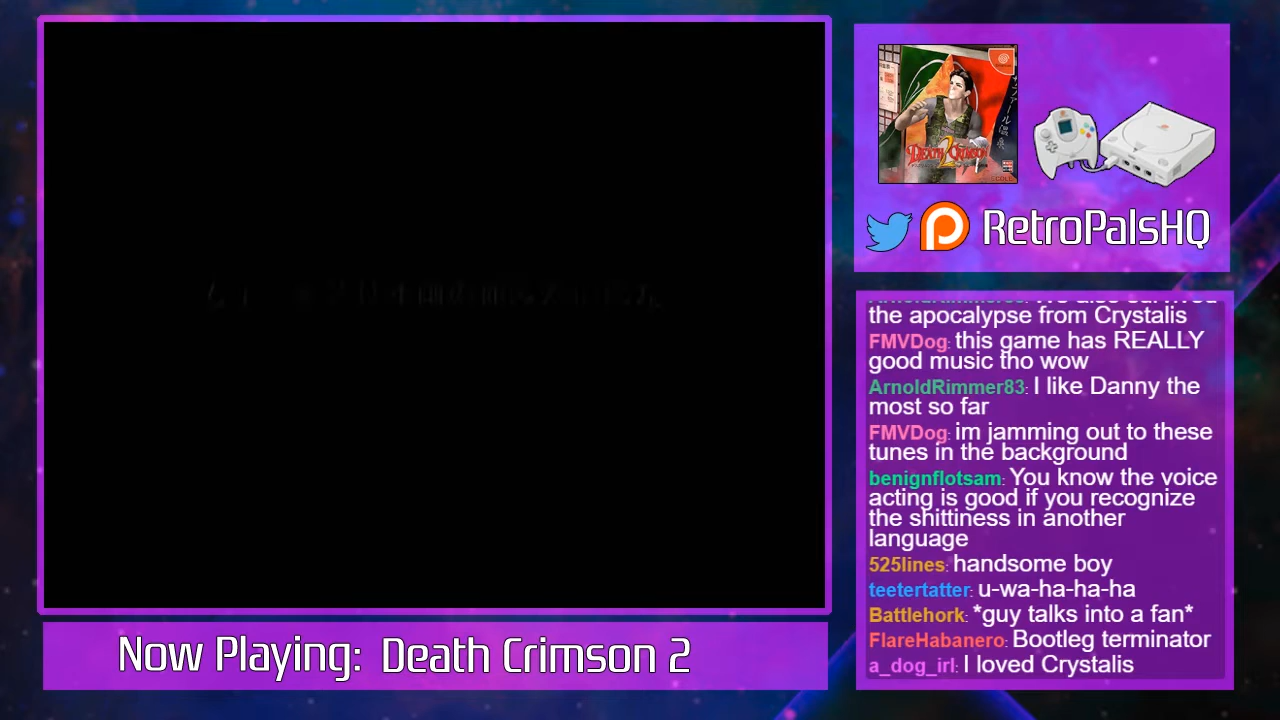 DEATH CRIMSON
2
RetroPalsHQ
the apocalypse from Crystalis
FMVDog: this game has REALLY
good music tho wow
ArnoldRimmer83: I like Danny the
most so far
FMVDog: im jamming out to these
tunes in the background
benignflotsam: You know the voice
acting is good if you recognize
the shittiness in another
language
525lines: handsome boy
teetertatter: u-wa-ha-ha-ha
Battlehork: *guy talks into a fan*
FlareHabanero: Bootleg terminator
a_dog_irl: I loved Crystalis
Now Playing: Death Crimson 2